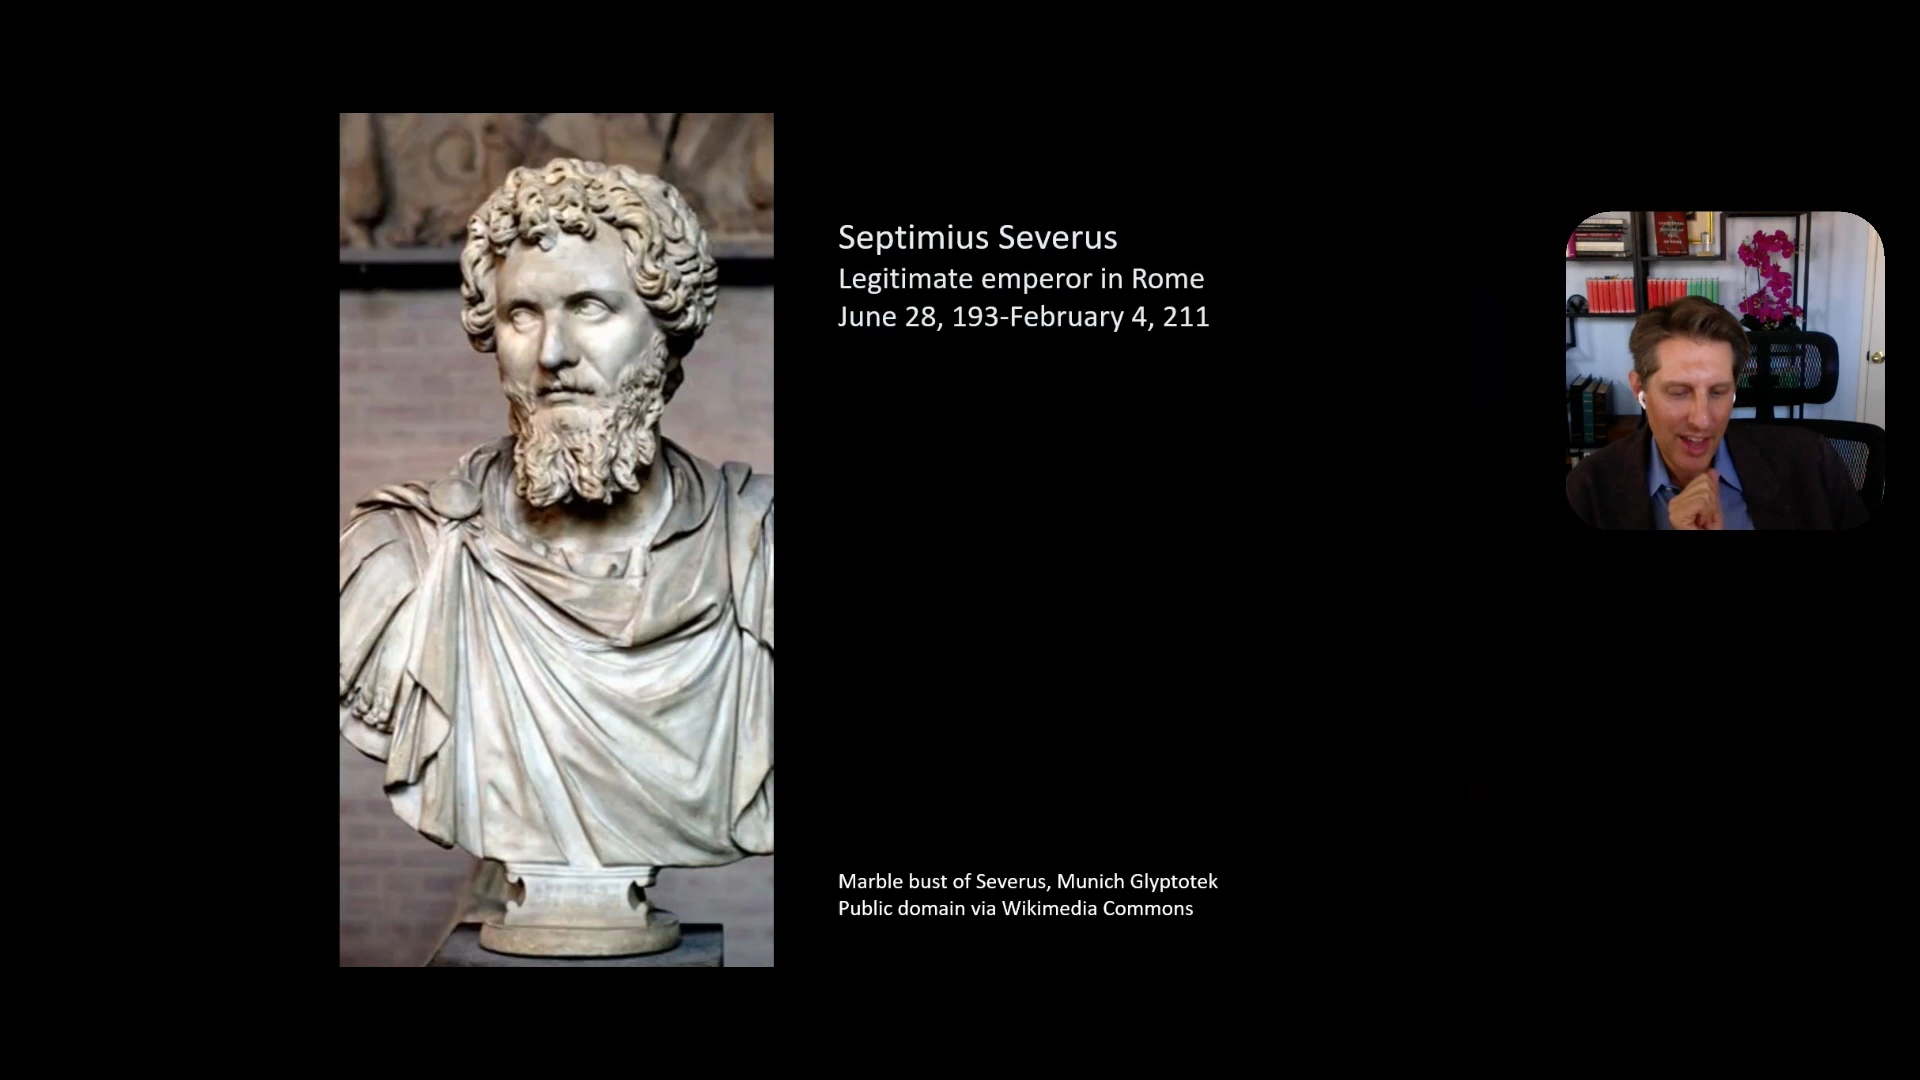 Septimius Severus
Legitimate emperor in Rome
June 28, 193-February 4, 211
Marble bust of Severus, Munich Glyptotek
Public domain via Wikimedia Commons